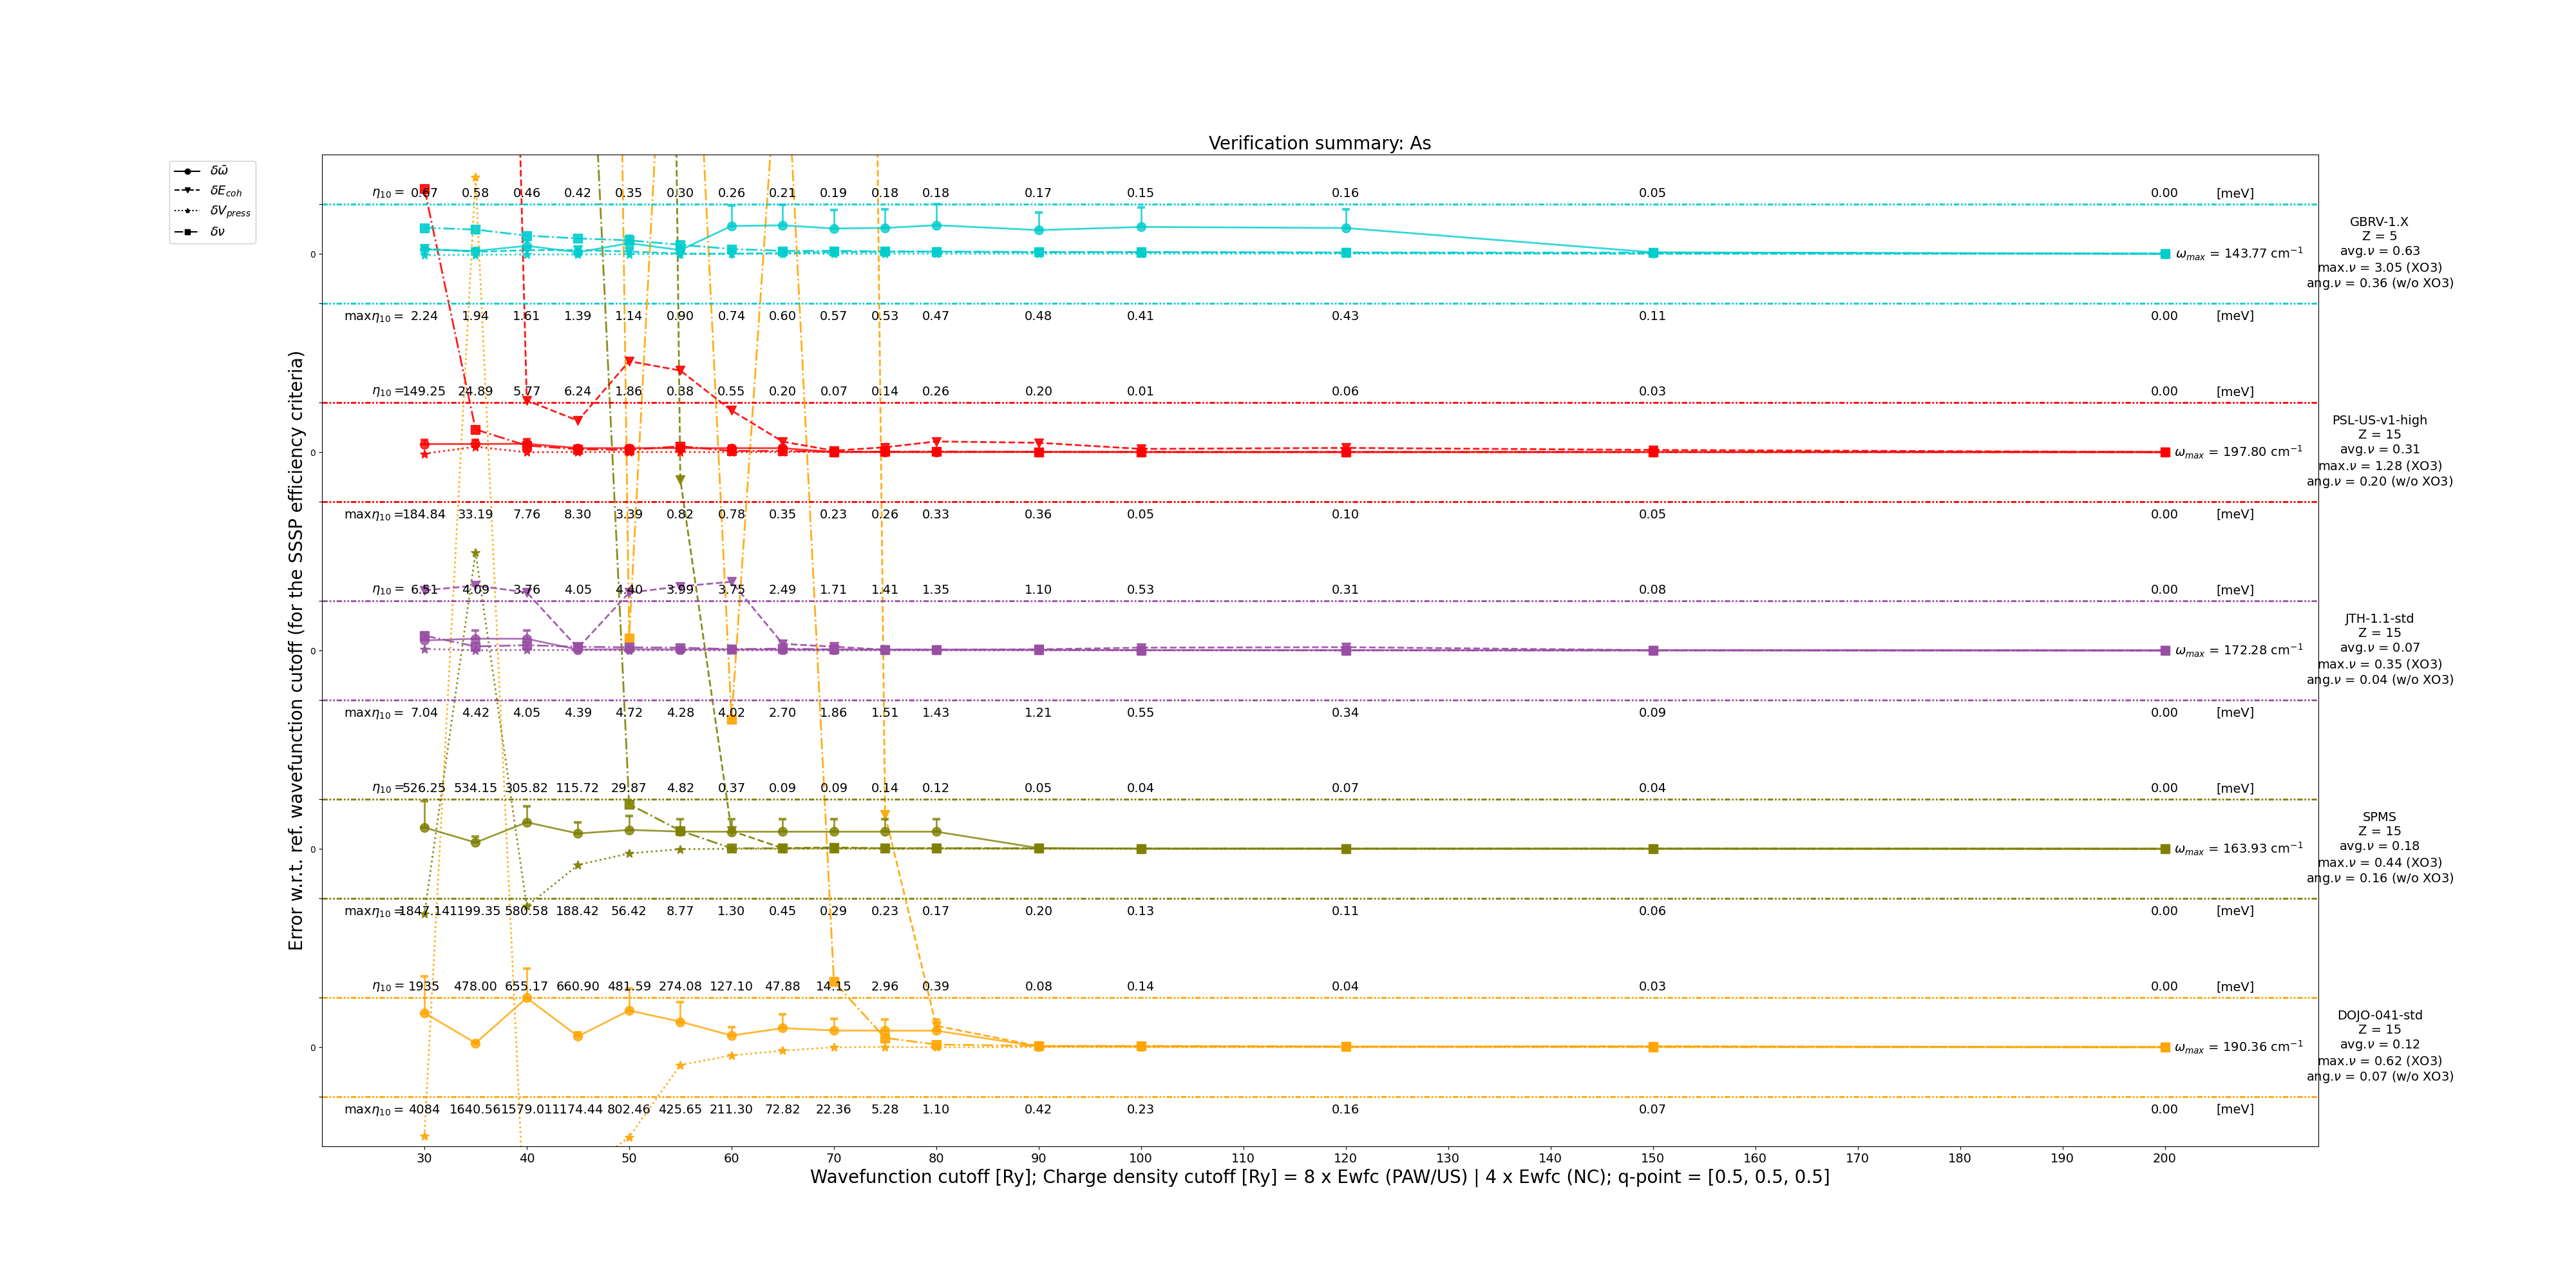 Verification summary: As
δω̄
δE_coh
δV_press
δν
Error w.r.t. ref. wavefunction cutoff (for the SSSP efficiency criteria)
η₁₀ = 0.67 0.58 0.46 0.42 0.35 0.30 0.26 0.21 0.19 0.18 0.18 0.17 0.15 0.16 0.05 0.00 [meV]
0
ω_max = 143.77 cm⁻¹
maxη₁₀ = 2.24 1.94 1.61 1.39 1.14 0.90 0.74 0.60 0.57 0.53 0.47 0.48 0.41 0.43 0.11 0.00 [meV]
GBRV-1.X
Z = 5
avg.ν = 0.63
max.ν = 3.05 (XO3)
ang.ν = 0.36 (w/o XO3)
η₁₀ = 149.25 24.89 5.77 6.24 1.86 0.38 0.55 0.20 0.07 0.14 0.26 0.20 0.01 0.06 0.03 0.00 [meV]
0
ω_max = 197.80 cm⁻¹
maxη₁₀ = 184.84 33.19 7.76 8.30 3.39 0.82 0.78 0.35 0.23 0.26 0.33 0.36 0.05 0.10 0.05 0.00 [meV]
PSL-US-v1-high
Z = 15
avg.ν = 0.31
max.ν = 1.28 (XO3)
ang.ν = 0.20 (w/o XO3)
η₁₀ = 6.51 4.09 3.76 4.05 4.40 3.99 3.75 2.49 1.71 1.41 1.35 1.10 0.53 0.31 0.08 0.00 [meV]
0
ω_max = 172.28 cm⁻¹
maxη₁₀ = 7.04 4.42 4.05 4.39 4.72 4.28 4.02 2.70 1.86 1.51 1.43 1.21 0.55 0.34 0.09 0.00 [meV]
JTH-1.1-std
Z = 15
avg.ν = 0.07
max.ν = 0.35 (XO3)
ang.ν = 0.04 (w/o XO3)
η₁₀ = 526.25 534.15 305.82 115.72 29.87 4.82 0.37 0.09 0.09 0.14 0.12 0.05 0.04 0.07 0.04 0.00 [meV]
0
ω_max = 163.93 cm⁻¹
maxη₁₀ = 1847.14 1199.35 580.58 188.42 56.42 8.77 1.30 0.45 0.29 0.23 0.17 0.20 0.13 0.11 0.06 0.00 [meV]
SPMS
Z = 15
avg.ν = 0.18
max.ν = 0.44 (XO3)
ang.ν = 0.16 (w/o XO3)
η₁₀ = 1935 478.00 655.17 660.90 481.59 274.08 127.10 47.88 14.15 2.96 0.39 0.08 0.14 0.04 0.03 0.00 [meV]
0
ω_max = 190.36 cm⁻¹
maxη₁₀ = 4084 1640.56 1579.01 1174.44 802.46 425.65 211.30 72.82 22.36 5.28 1.10 0.42 0.23 0.16 0.07 0.00 [meV]
DOJO-041-std
Z = 15
avg.ν = 0.12
max.ν = 0.62 (XO3)
ang.ν = 0.07 (w/o XO3)
30 40 50 60 70 80 90 100 110 120 130 140 150 160 170 180 190 200
Wavefunction cutoff [Ry]; Charge density cutoff [Ry] = 8 x Ewfc (PAW/US) | 4 x Ewfc (NC); q-point = [0.5, 0.5, 0.5]